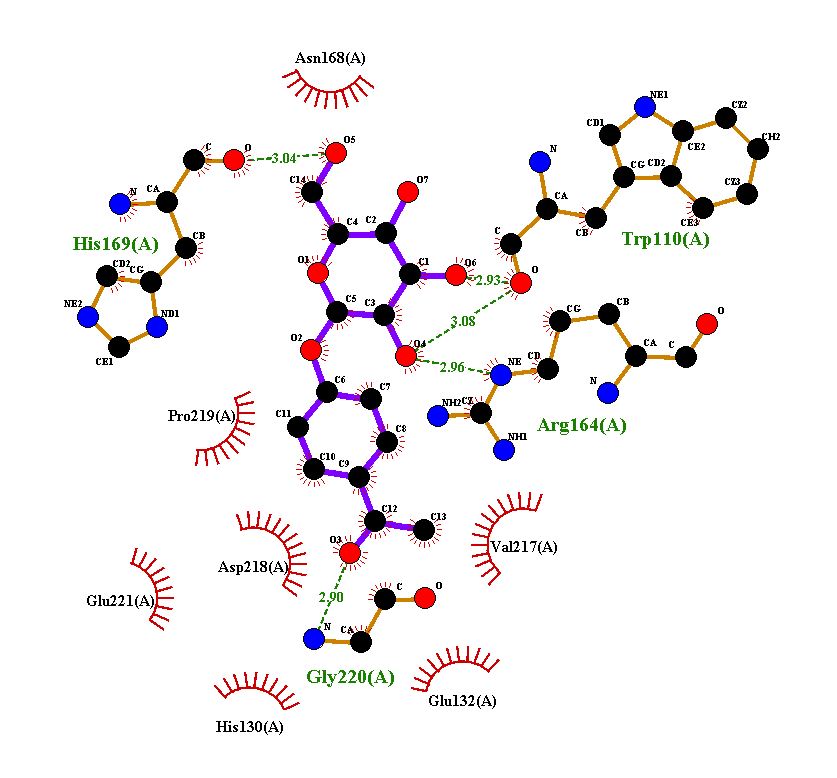 Asn168(A)
NE1
CZ2
CD1
O5
CH2
CE2
C
O
3.04
N
CG
CD2
CZ3
C14
O7
N
CA
CA
CE3
C4
C2
CB
His169(A)
CB
C
Trp110(A)
CD2
CG
O1
C1
O6
2.93
O
NE2
ND1
C5
C3
3.08
CG
CB
O
CE1
O2
O4
CA
C
2.96
NE
CD
C6
C7
N
NH2
CZ
Pro219(A)
C11
Arg164(A)
C8
NH1
C10
C9
C12
C13
O3
Val217(A)
Asp218(A)
Glu221(A)
C
O
2.90
N
CA
Gly220(A)
Glu132(A)
His130(A)